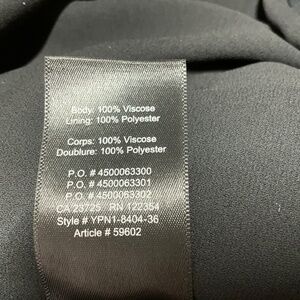 Body: 100% Viscose
Lining: 100% Polyester
Corps: 100% Viscose
Doublure: 100% Polyester
P.O. # 4500063300
P.O. # 4500063301
P.O. # 4500063302
CA 23725 RN 122354
Style # YPN1-8404-36
Article # 59602